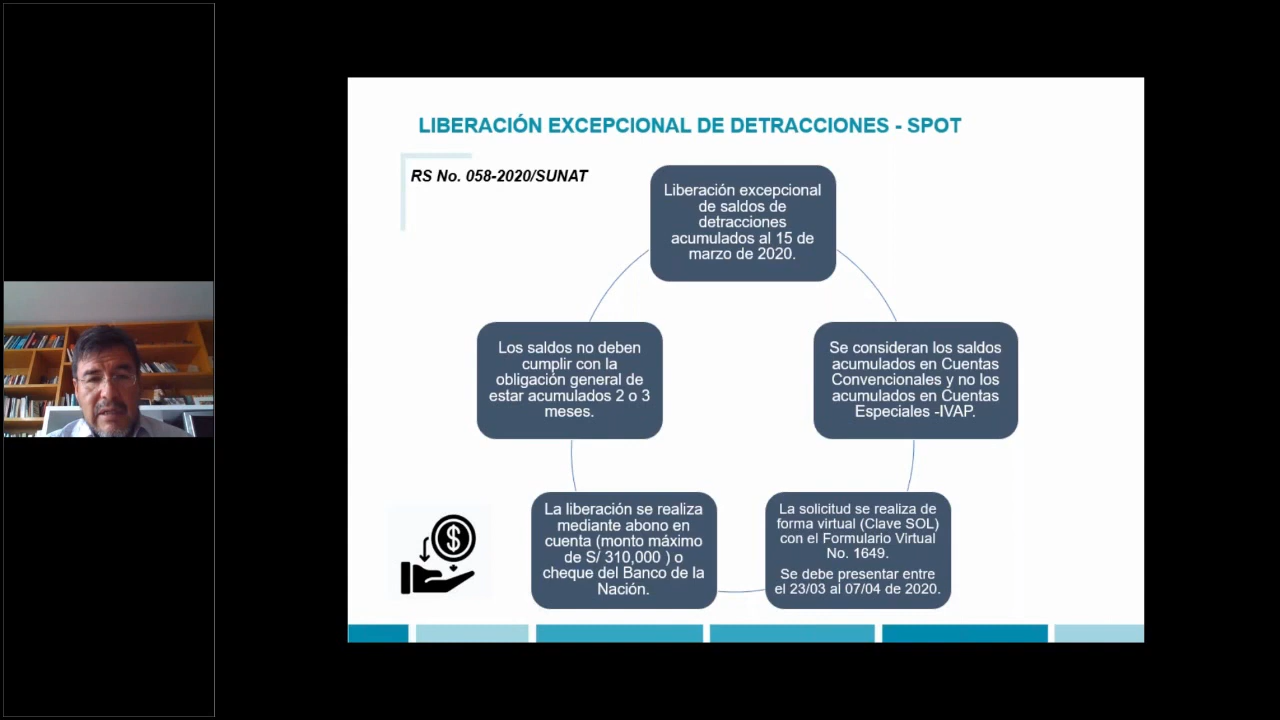 LIBERACIÓN EXCEPCIONAL DE DETRACCIONES - SPOT
RS No. 058-2020/SUNAT
Liberación excepcional
de saldos de
detracciones
acumulados al 15 de
marzo de 2020.
Los saldos no deben
cumplir con la
obligación general de
estar acumulados 2 o 3
meses.
Se consideran los saldos
acumulados en Cuentas
Convencionales y no los
acumulados en Cuentas
Especiales -IVAP.
La liberación se realiza
mediante abono en
cuenta (monto máximo
de S/ 310,000 ) o
cheque del Banco de la
Nación.
La solicitud se realiza de
forma virtual (Clave SOL)
con el Formulario Virtual
No. 1649.
Se debe presentar entre
el 23/03 al 07/04 de 2020.
$